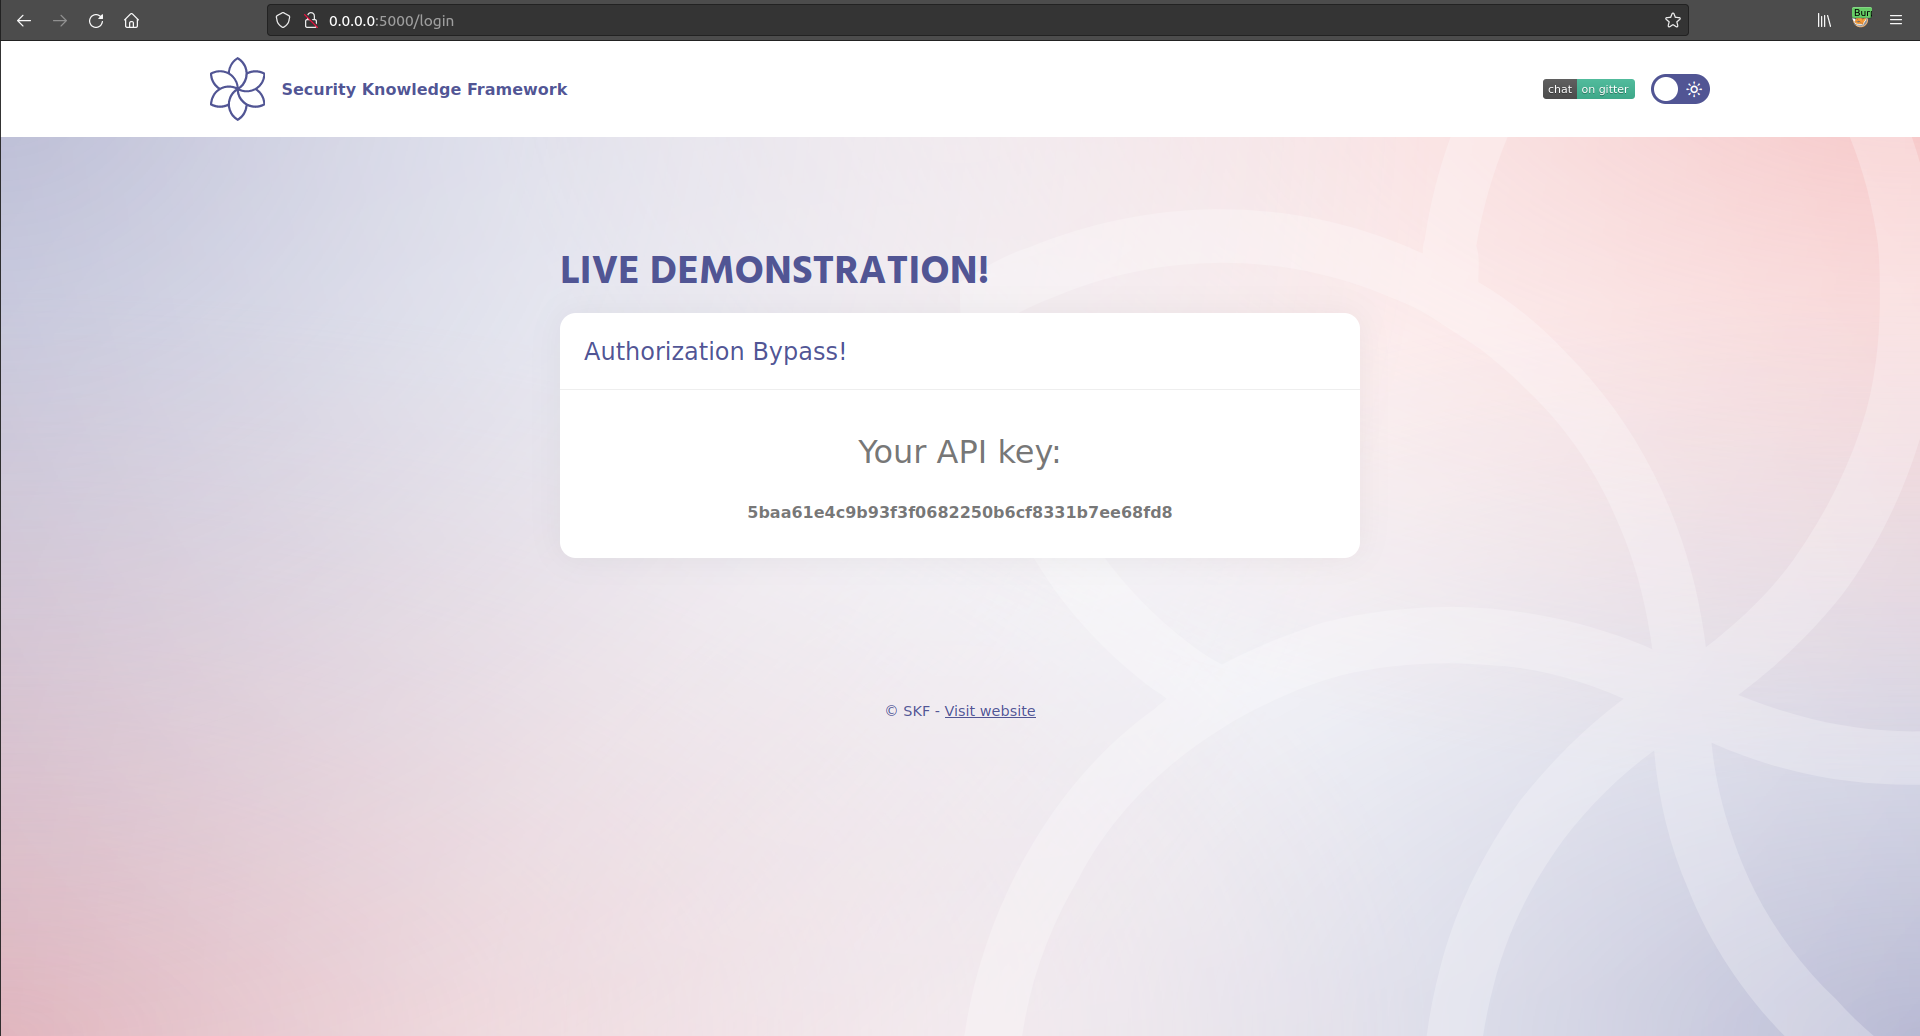 0.0.0.0:5000/login
Bur
Security Knowledge Framework
chat on gitter
LIVE DEMONSTRATION!
Authorization Bypass!
Your API key:
5baa61e4c9b93f3f0682250b6cf8331b7ee68fd8
© SKF - Visit website